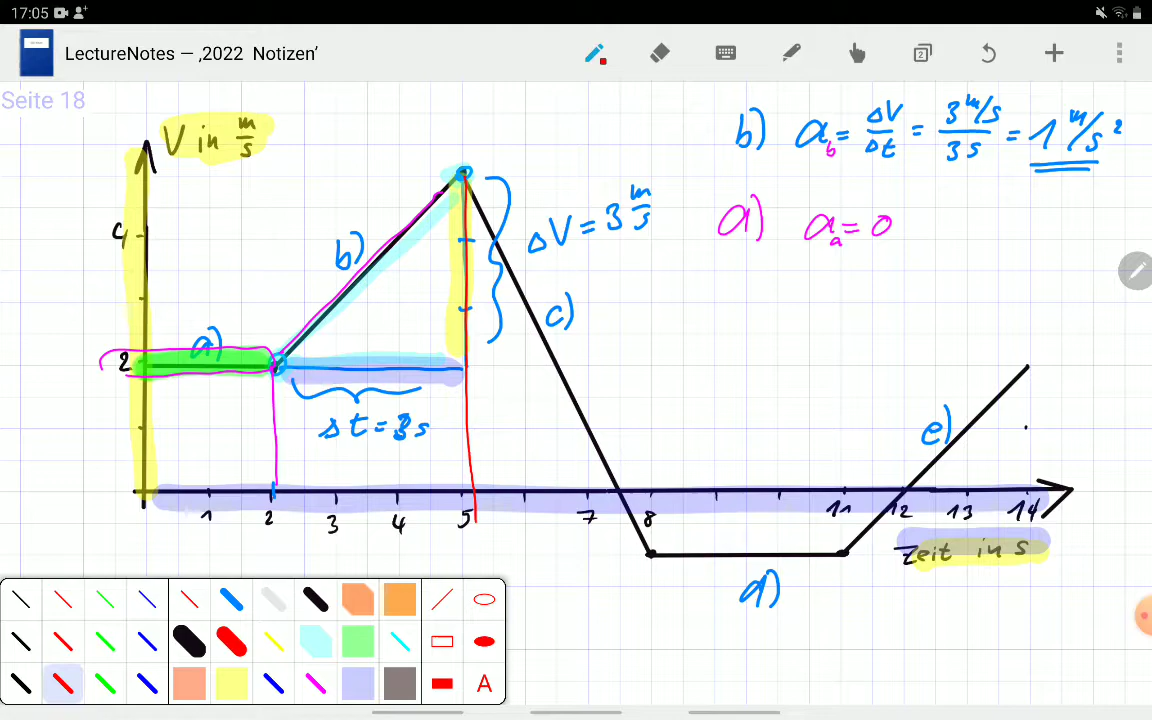 17:05
LectureNotes — ‚2022 Notizen’
Seite 18
V in m/s
b) a_b = ΔV/Δt = 3 m/s / 3 s = 1 m/s²
a) a_a = 0
ΔV = 3 m/s
4
b)
c)
a)
2
Δt = 3s
e)
1 2 3 4 5 7 8 11 12 13 14
Zeit in s
d)
A